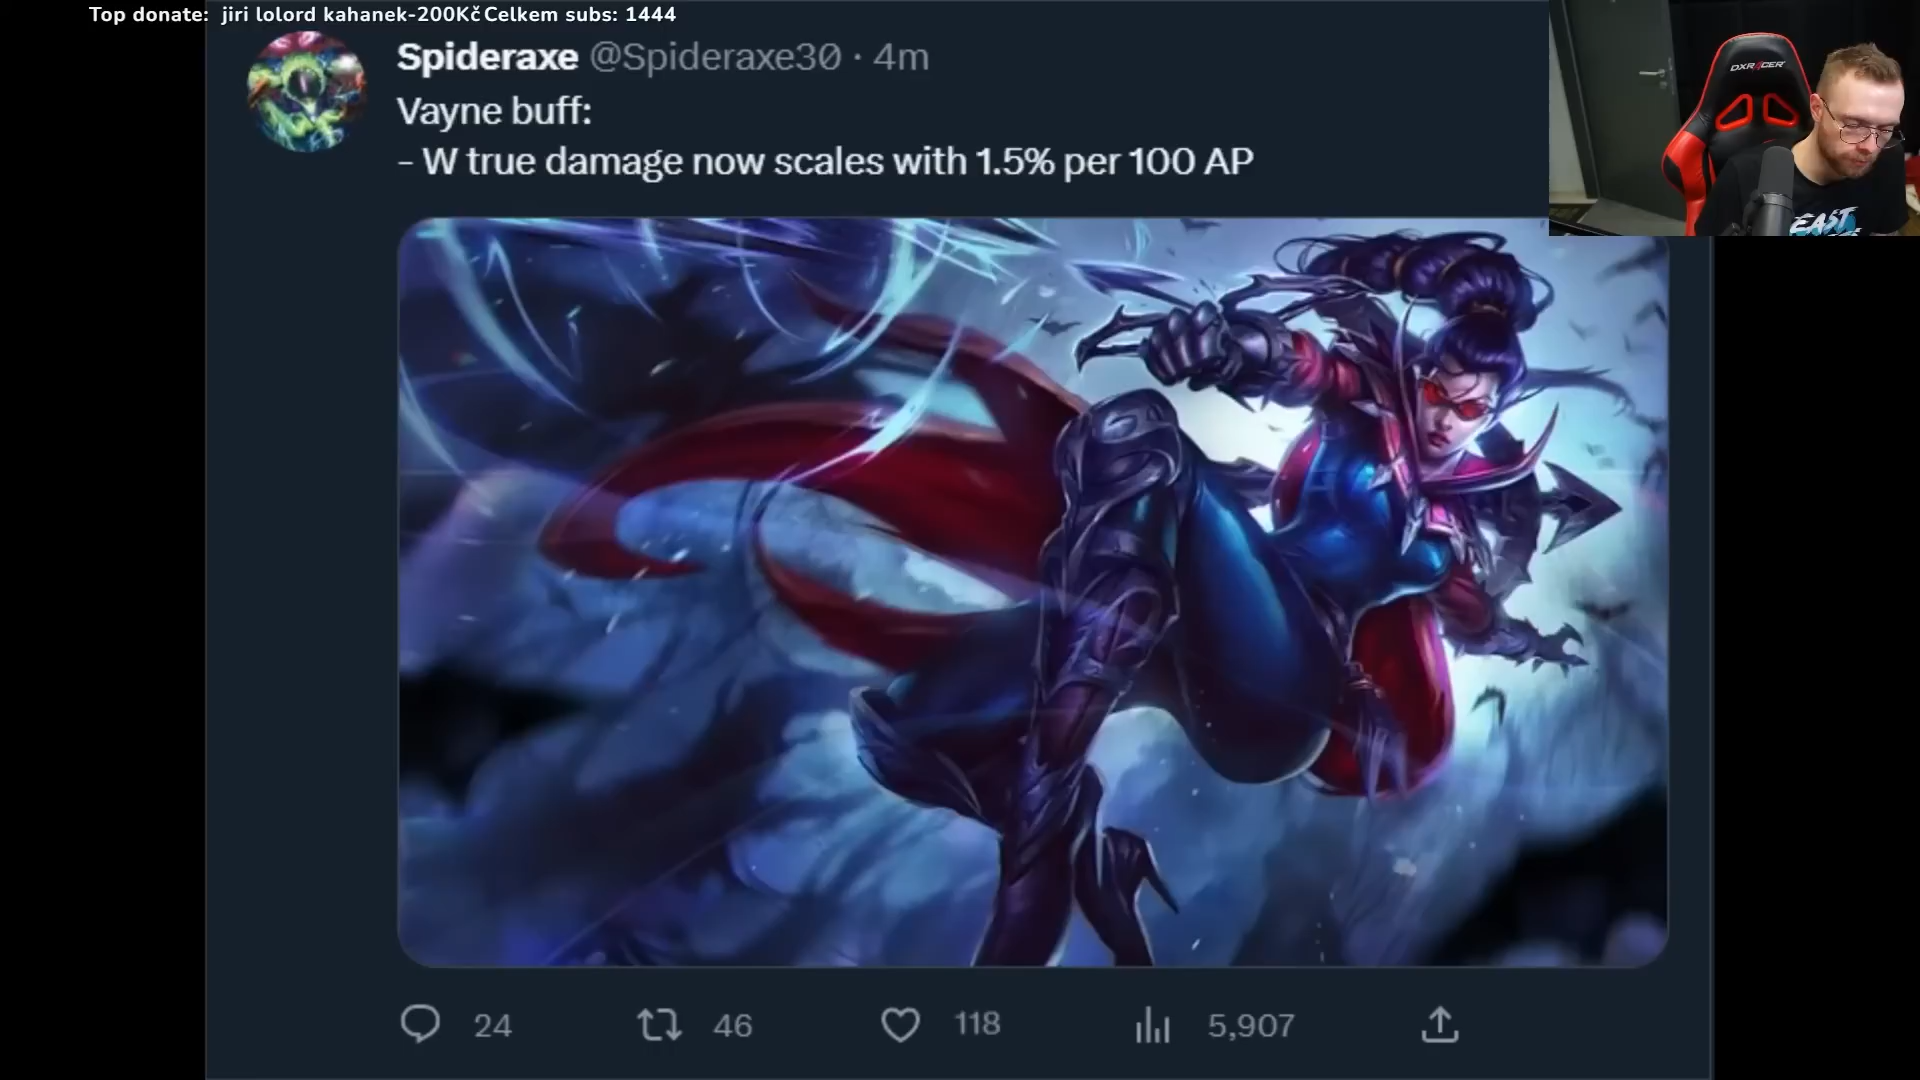 Top donate: jiri lolord kahanek-200Kč Celkem subs: 1444
Spideraxe @Spideraxe30 · 4m
Vayne buff:
- W true damage now scales with 1.5% per 100 AP
DXRACER
EAST
24 46 118 5,907